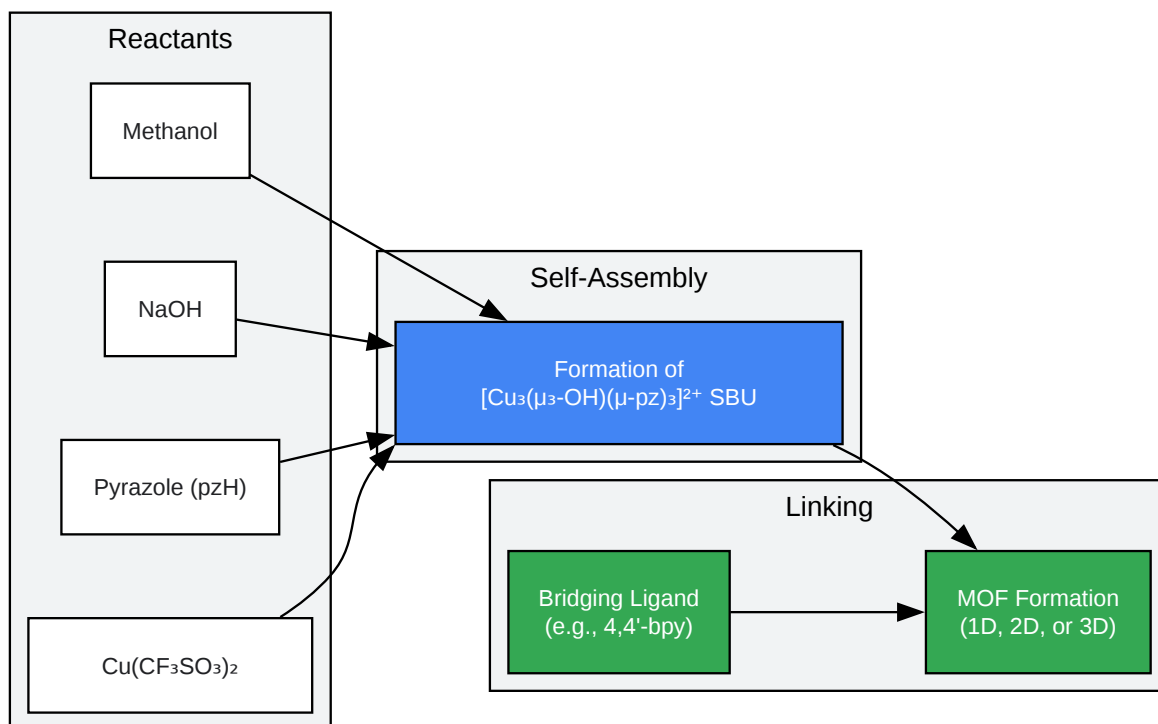 Reactants
Methanol
NaOH
Pyrazole (pzH)
Cu(CF₃SO₃)₂
Self-Assembly
Formation of
[Cu₃(μ₃-OH)(μ-pz)₃]²⁺ SBU
Linking
Bridging Ligand
(e.g., 4,4'-bpy)
MOF Formation
(1D, 2D, or 3D)